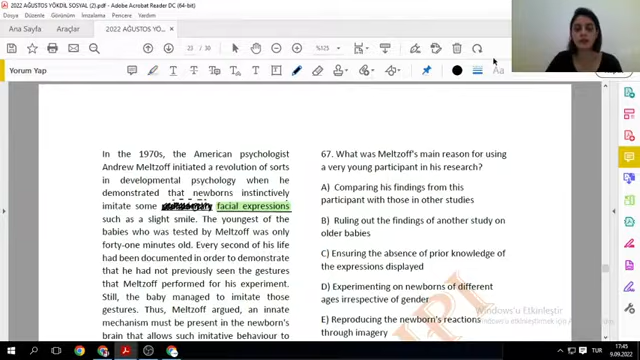 2022 AĞUSTOS YÖKDİL SOSYAL (2).pdf - Adobe Acrobat Reader DC (64-bit)
Dosya Düzenle Görünüm İmzala Pencere Yardım
Ana Sayfa Araçlar 2022 AĞUSTOS YÖ...
23 / 30 %125
Yorum Yap
In the 1970s, the American psychologist
Andrew Meltzoff initiated a revolution of sorts
in developmental psychology when he
demonstrated that newborns instinctively
imitate some facial expressions
such as a slight smile. The youngest of the
babies who was tested by Meltzoff was only
forty-one minutes old. Every second of his life
had been documented in order to demonstrate
that he had not previously seen the gestures
that Meltzoff performed for his experiment.
Still, the baby managed to imitate those
gestures. Thus, Meltzoff argued, an innate
mechanism must be present in the newborn's
brain that allows such imitative behaviour to
67. What was Meltzoff's main reason for using
a very young participant in his research?
A) Comparing his findings from this
participant with those in other studies
B) Ruling out the findings of another study on
older babies
C) Ensuring the absence of prior knowledge of
the expressions displayed
D) Experimenting on newborns of different
ages irrespective of gender
E) Reproducing the newborn's reactions
through imagery
Windows'u Etkinleştir
Windows'u etkinleştirmek için
TUR
17:45
9.09.2022